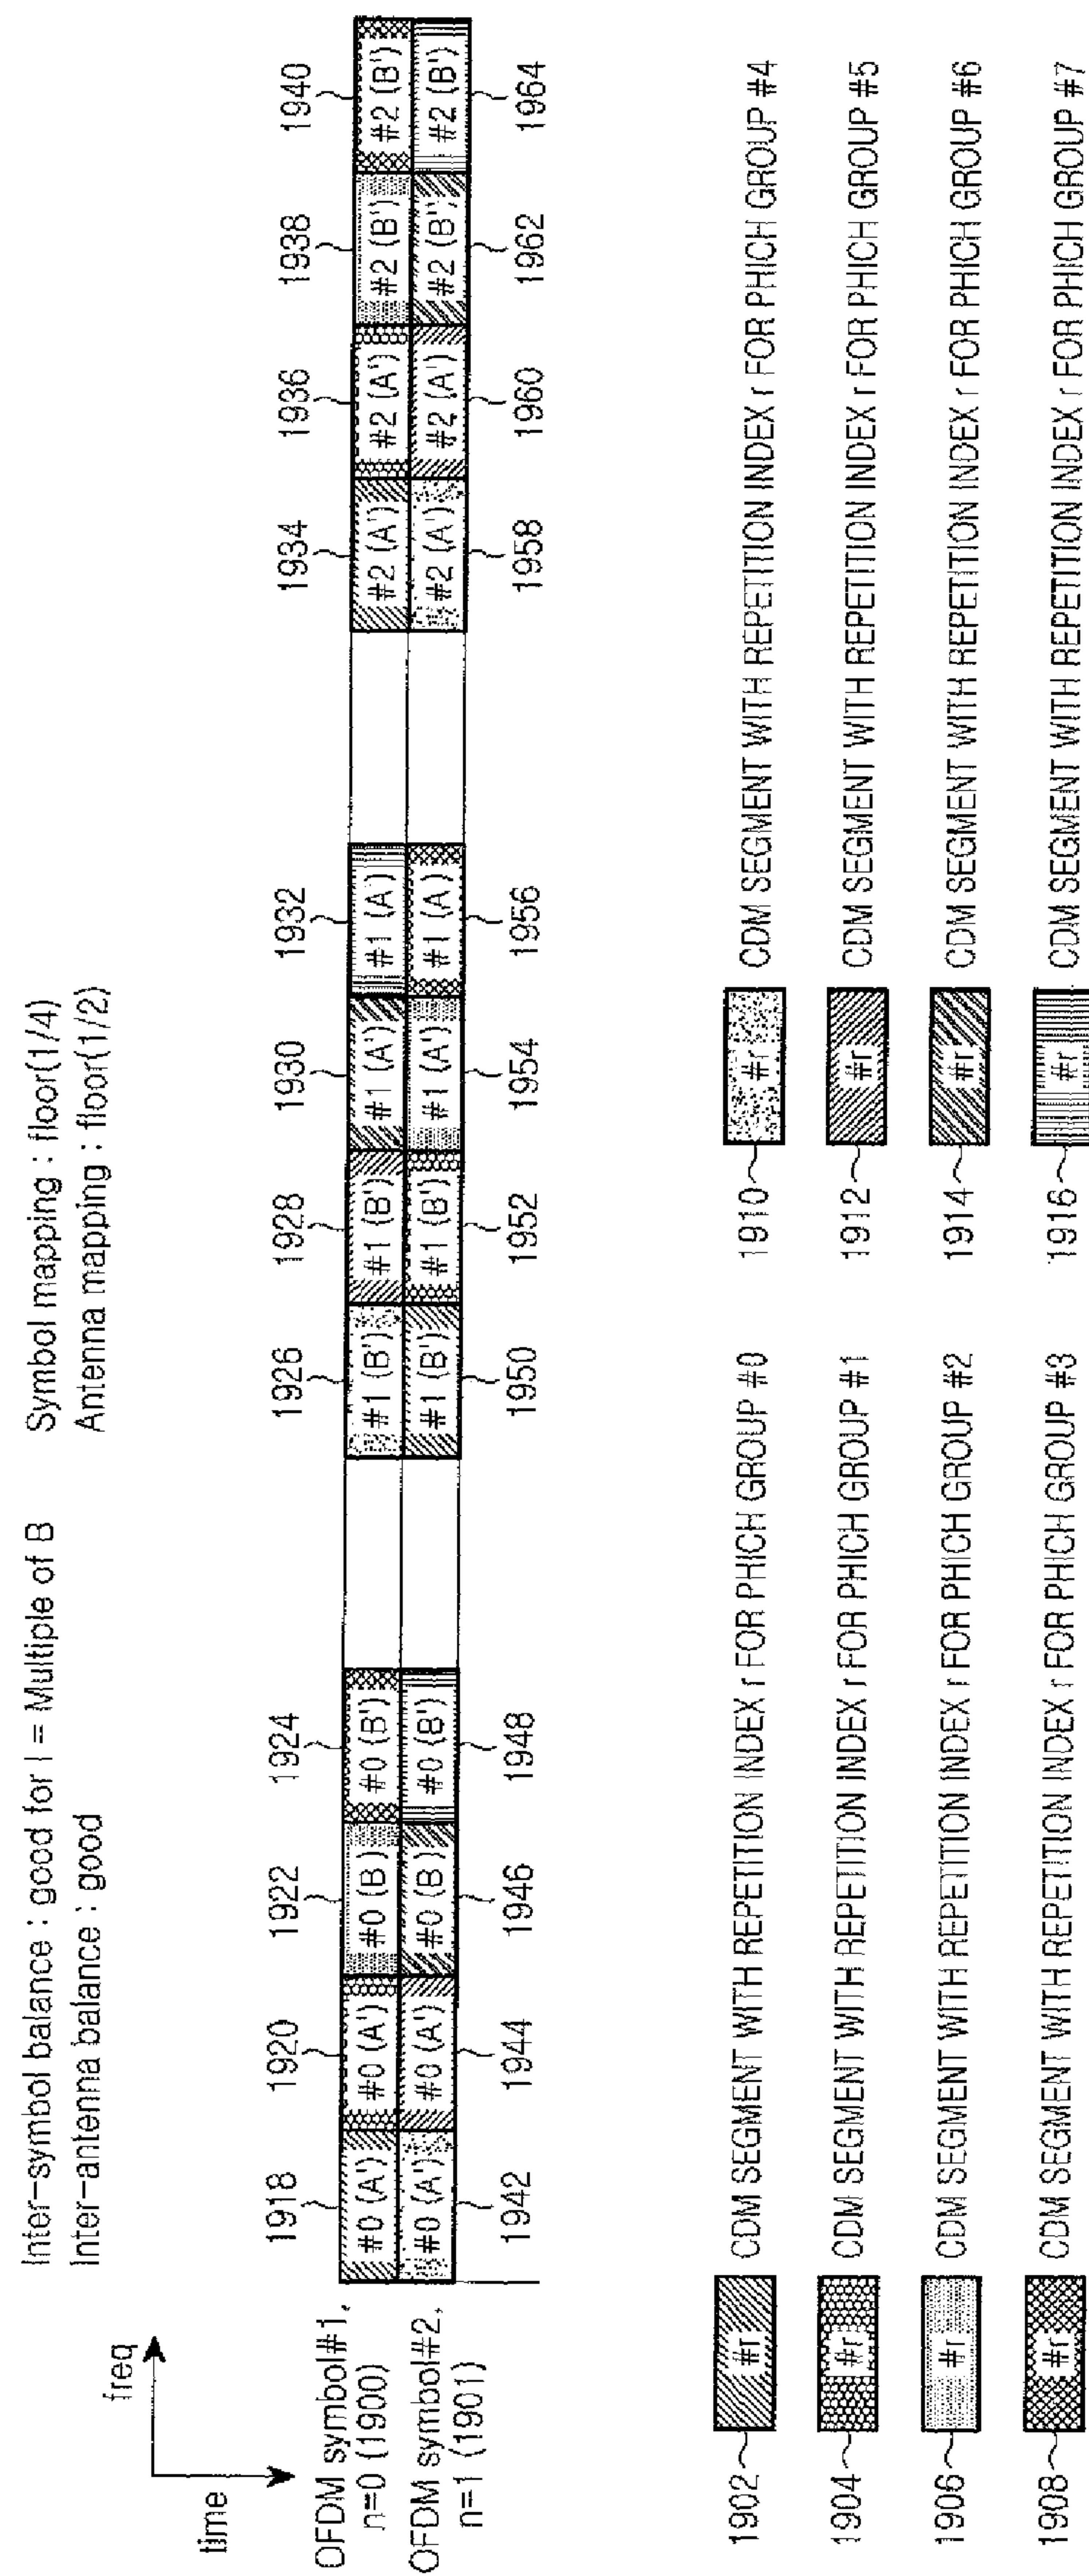 Inter-symbol balance : good for I = Multiple of B
Symbol mapping : floor(1/4)
Inter-antenna balance : good
Antenna mapping : floor(1/2)
freq
time
1918 1920 1922 1924 1926 1928 1930 1932 1934 1936 1938 1940
OFDM symbol#1,
n=0 (1900)
#0 (A') #0 (A') #0 (B) #0 (B') #1 (B') #1 (B') #1 (A') #1 (A) #2 (A') #2 (A') #2 (B') #2 (B')
OFDM symbol#2,
n=1 (1901)
#0 (A') #0 (A') #0 (B) #0 (B') #1 (B') #1 (B') #1 (A') #1 (A) #2 (A') #2 (A') #2 (B') #2 (B')
1942 1944 1946 1948 1950 1952 1954 1956 1958 1960 1962 1964
1902 #r CDM SEGMENT WITH REPETITION INDEX r FOR PHICH GROUP #0
1910 #r CDM SEGMENT WITH REPETITION INDEX r FOR PHICH GROUP #4
1904 #r CDM SEGMENT WITH REPETITION INDEX r FOR PHICH GROUP #1
1912 #r CDM SEGMENT WITH REPETITION INDEX r FOR PHICH GROUP #5
1906 #r CDM SEGMENT WITH REPETITION INDEX r FOR PHICH GROUP #2
1914 #r CDM SEGMENT WITH REPETITION INDEX r FOR PHICH GROUP #6
1908 #r CDM SEGMENT WITH REPETITION INDEX r FOR PHICH GROUP #3
1916 #r CDM SEGMENT WITH REPETITION INDEX r FOR PHICH GROUP #7